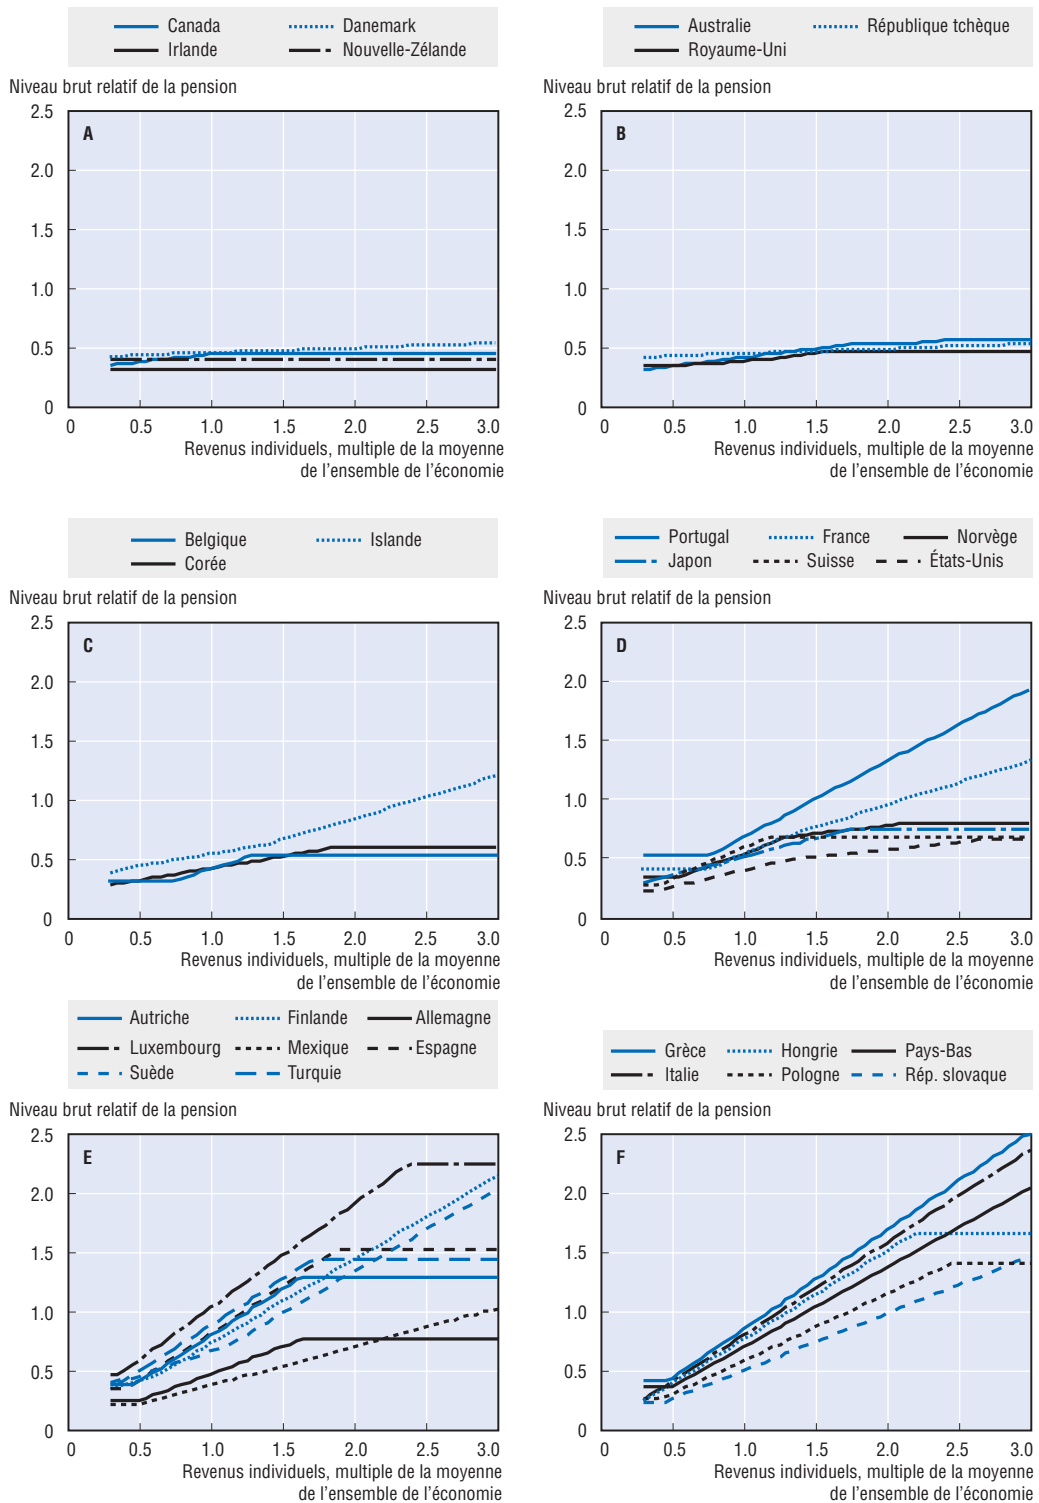 Canada Danemark
Irlande Nouvelle-Zélande
Niveau brut relatif de la pension
A
2.5
2.0
1.5
1.0
0.5
0
0 0.5 1.0 1.5 2.0 2.5 3.0
Revenus individuels, multiple de la moyenne
de l'ensemble de l'économie
Australie République tchèque
Royaume-Uni
Niveau brut relatif de la pension
B
2.5
2.0
1.5
1.0
0.5
0
0 0.5 1.0 1.5 2.0 2.5 3.0
Revenus individuels, multiple de la moyenne
de l'ensemble de l'économie
Belgique Islande
Corée
Niveau brut relatif de la pension
C
2.5
2.0
1.5
1.0
0.5
0
0 0.5 1.0 1.5 2.0 2.5 3.0
Revenus individuels, multiple de la moyenne
de l'ensemble de l'économie
Portugal France Norvège
Japon Suisse États-Unis
Niveau brut relatif de la pension
D
2.5
2.0
1.5
1.0
0.5
0
0 0.5 1.0 1.5 2.0 2.5 3.0
Revenus individuels, multiple de la moyenne
de l'ensemble de l'économie
Autriche Finlande Allemagne
Luxembourg Mexique Espagne
Suède Turquie
Niveau brut relatif de la pension
E
2.5
2.0
1.5
1.0
0.5
0
0 0.5 1.0 1.5 2.0 2.5 3.0
Revenus individuels, multiple de la moyenne
de l'ensemble de l'économie
Grèce Hongrie Pays-Bas
Italie Pologne Rép. slovaque
Niveau brut relatif de la pension
F
2.5
2.0
1.5
1.0
0.5
0
0 0.5 1.0 1.5 2.0 2.5 3.0
Revenus individuels, multiple de la moyenne
de l'ensemble de l'économie